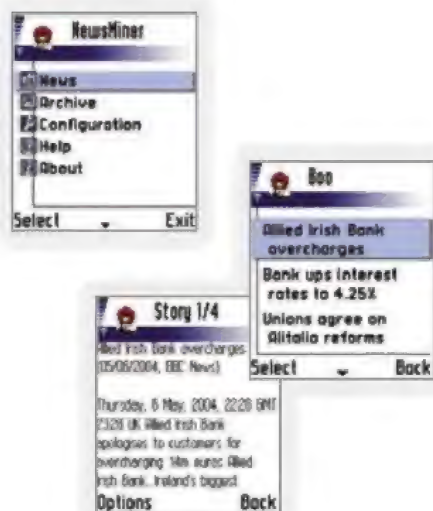 NewsMiner
News
Archive
Configuration
Help
About
Select Exit
Boo
Allied Irish Bank
overcharges
Bank ups interest
rates to 4.25%
Unions agree on
Alitalia reforms
Select Back
Story 1/4
Allied Irish Bank overcharges
(05/06/2004, BBC News)
Thursday, 6 May, 2004, 22:28 GMT
23:28 UK Allied Irish Bank
apologises to customers for
overcharging 14m euros Allied
Irish Bank, Ireland's biggest
Options Back